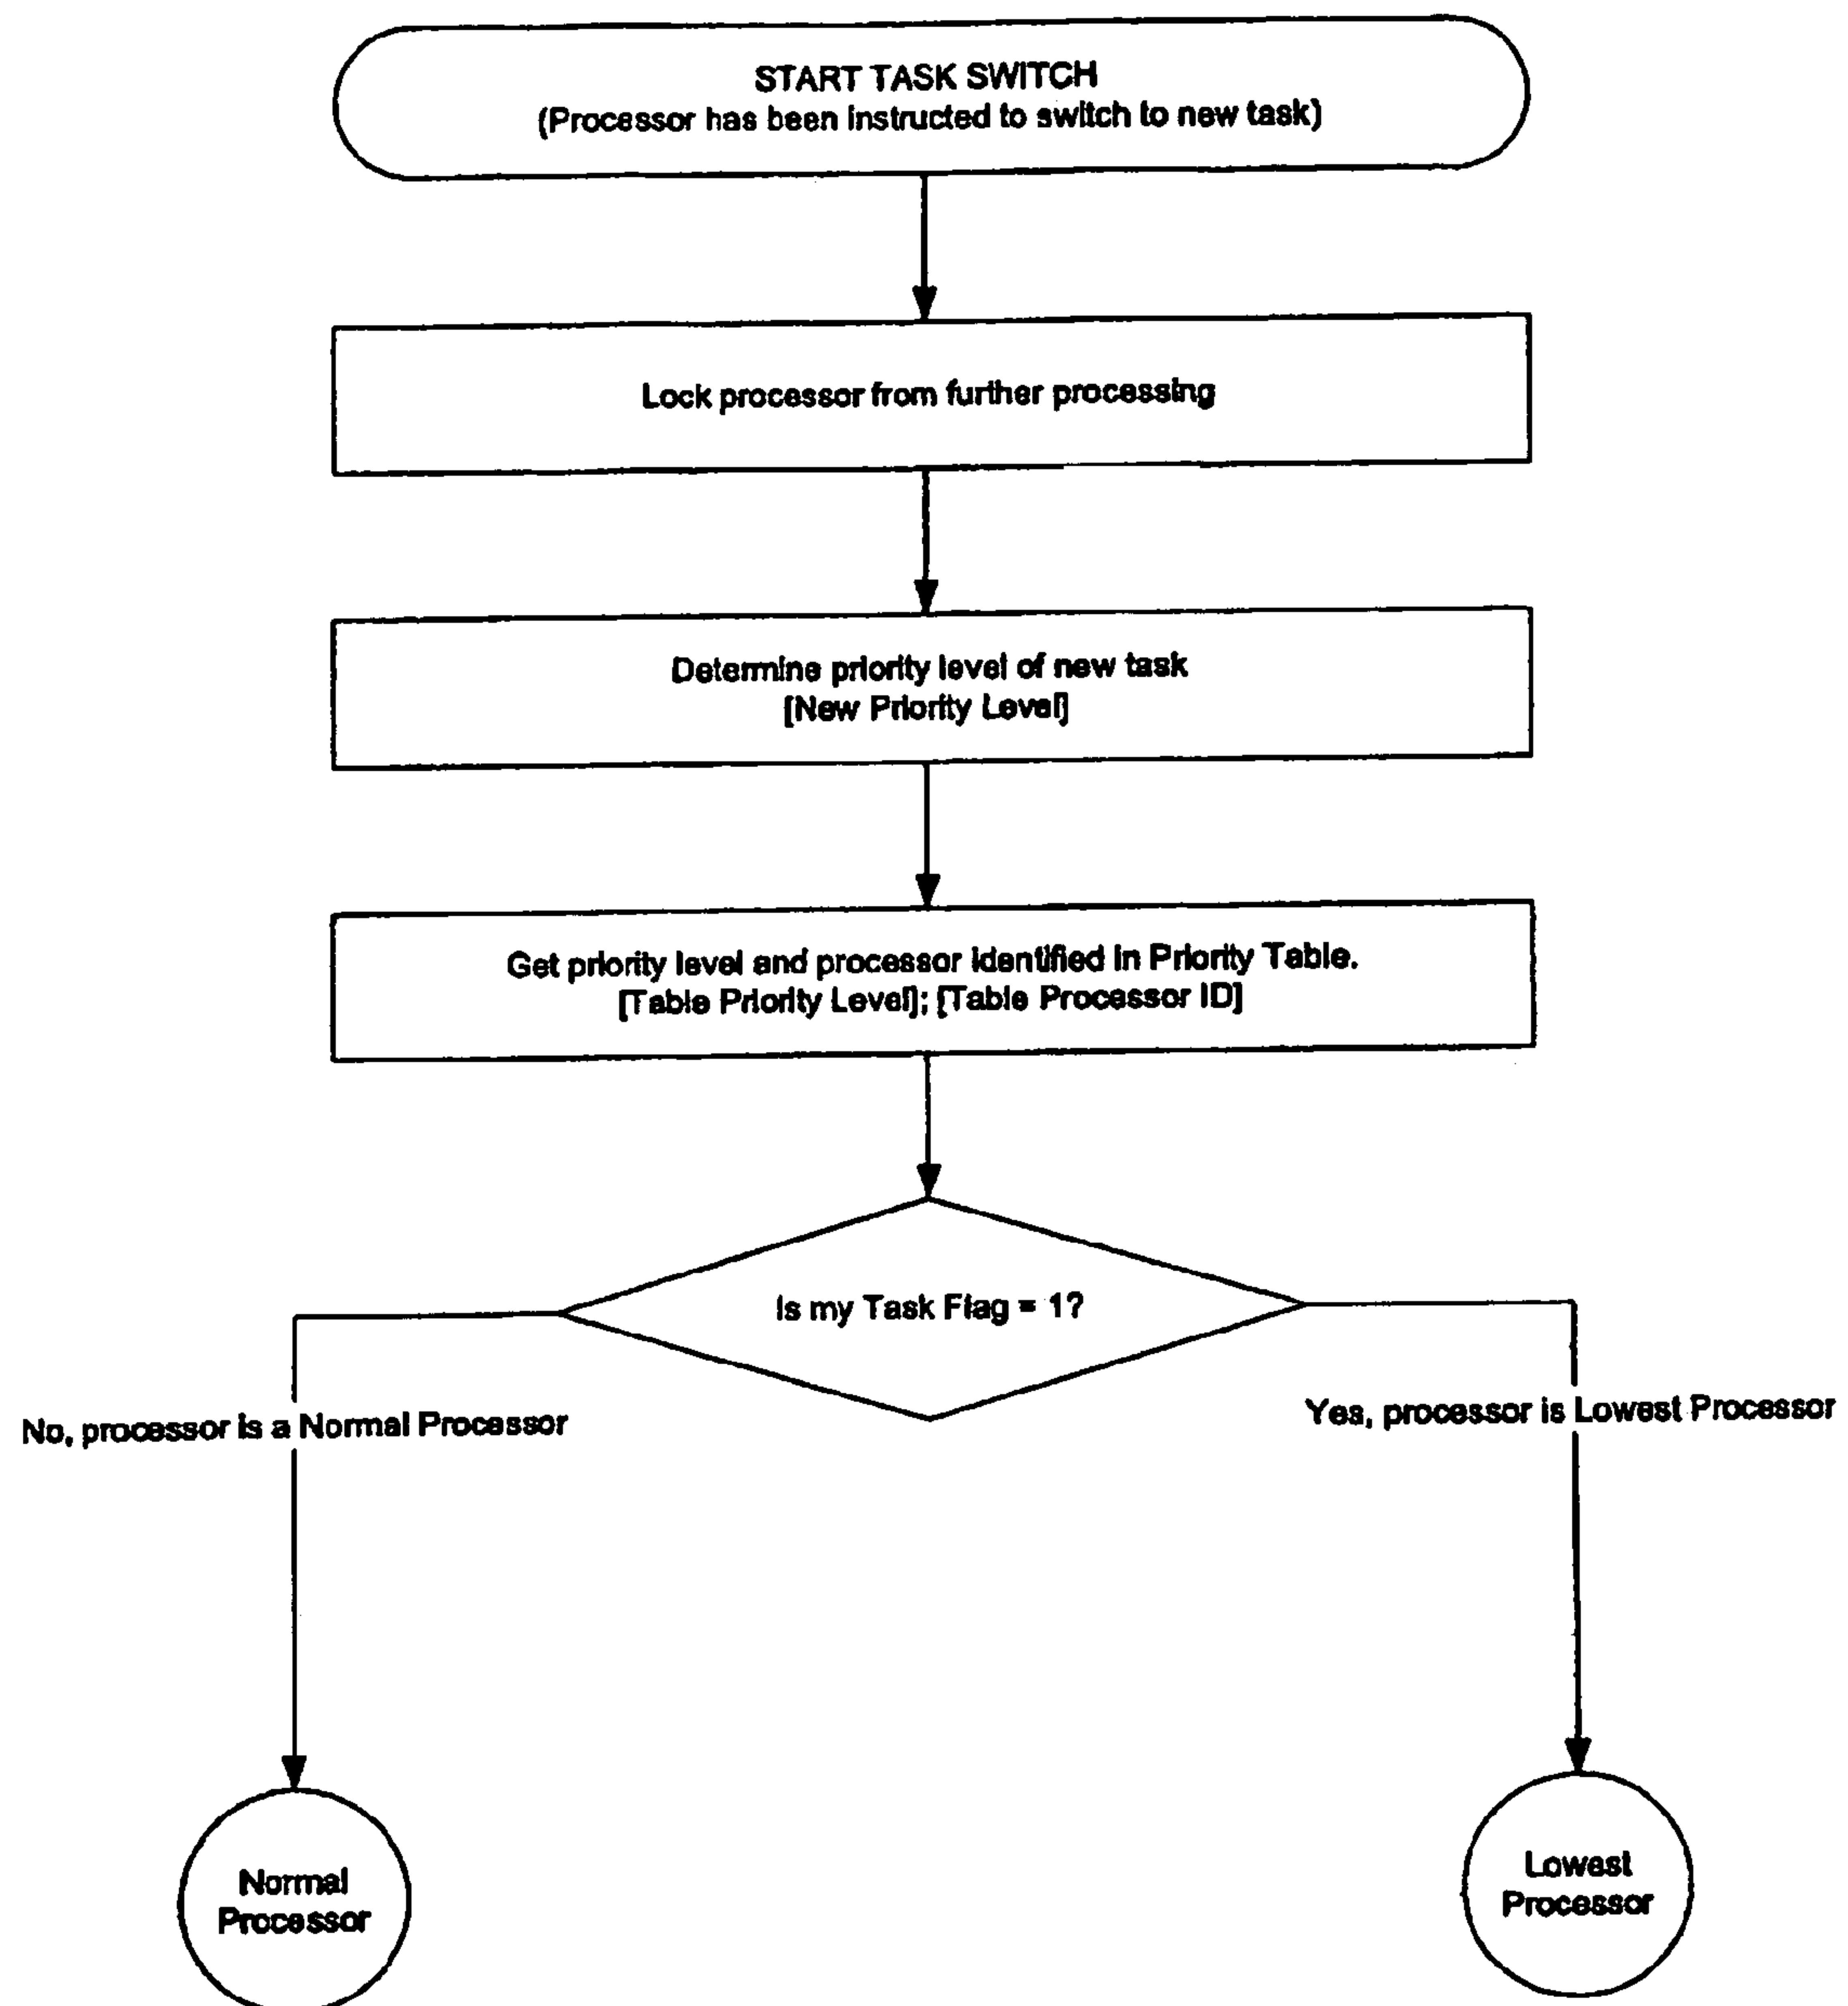 START TASK SWITCH
(Processor has been instructed to switch to new task)
Lock processor from further processing
Determine priority level of new task
[New Priority Level]
Get priority level and processor identified in Priority Table.
[Table Priority Level]; [Table Processor ID]
Is my Task Flag = 1?
No, processor is a Normal Processor
Yes, processor is Lowest Processor
Normal
Processor
Lowest
Processor